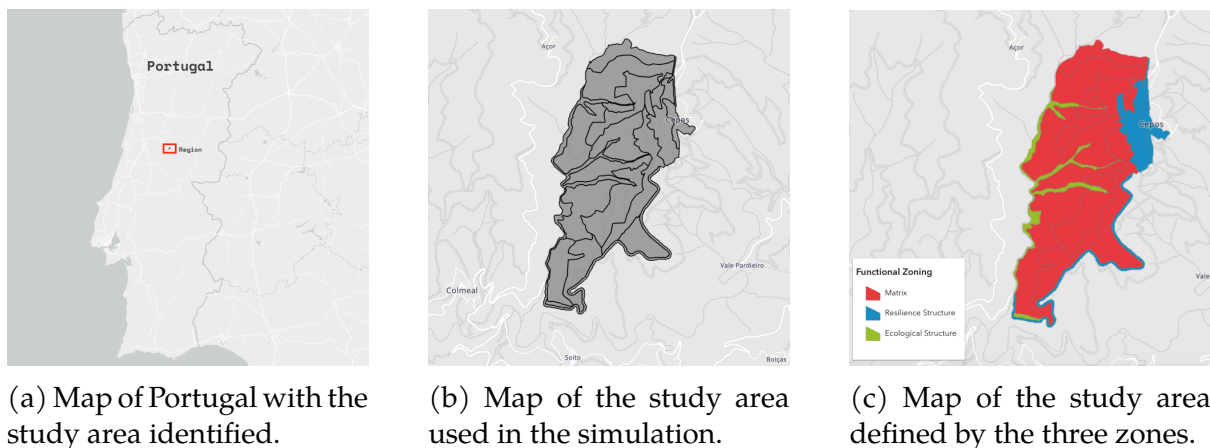 Portugal
Region
Açor
Cepos
Vale Pardieiro
Colmeal
Soito
Boiças
Açor
Cepos
Vale
Functional Zoning
Matrix
Resilience Structure
Ecological Structure
(a) Map of Portugal with the
study area identified.
(b) Map of the study area
used in the simulation.
(c) Map of the study area
defined by the three zones.